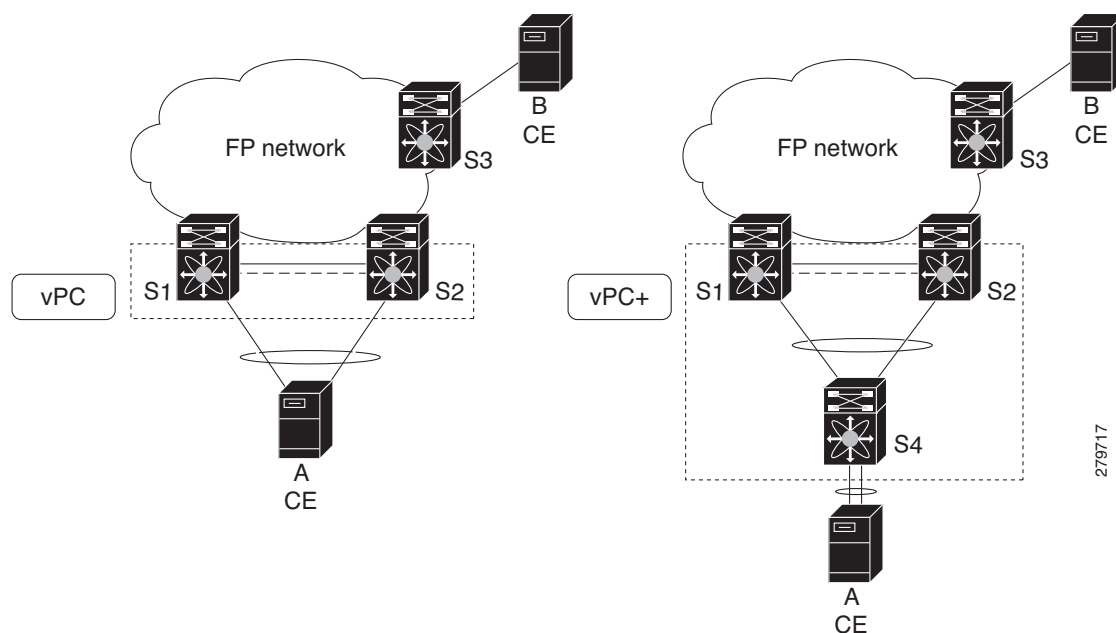 B
CE
FP network
S3
vPC
S1
S2
A
CE
B
CE
FP network
S3
vPC+
S1
S2
S4
A
CE
279717